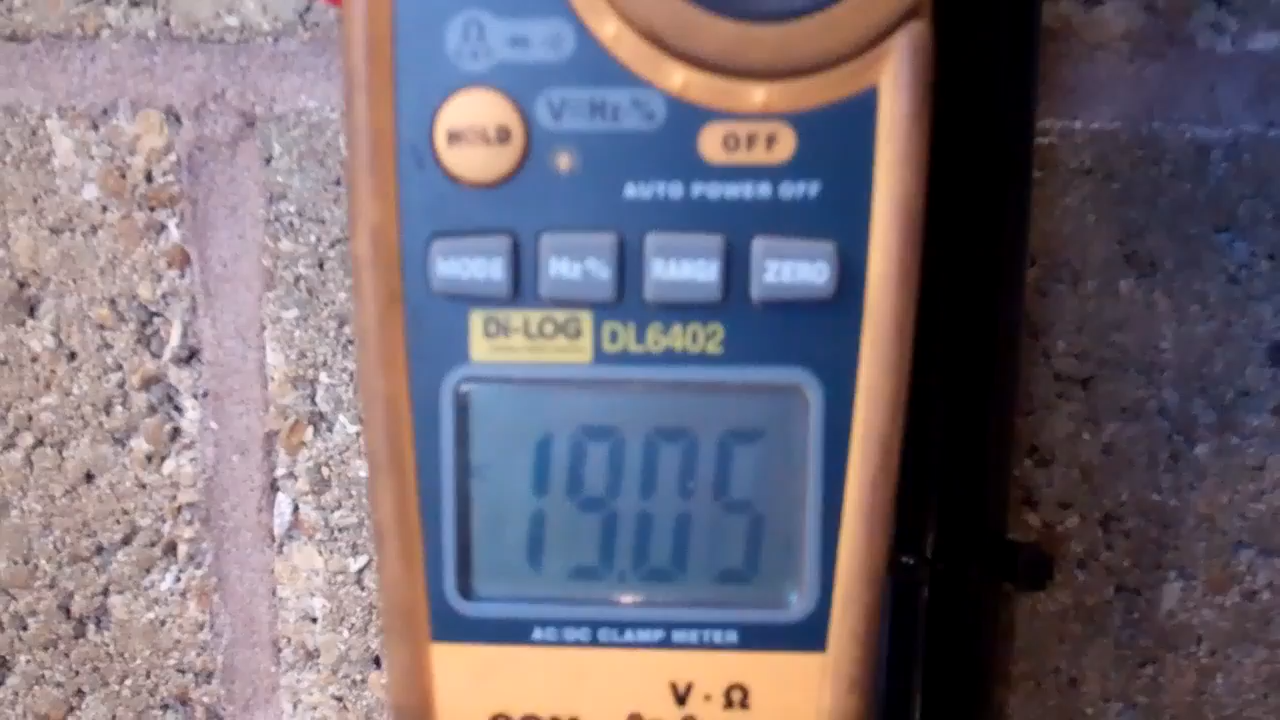 HOLD
V Hz %
OFF
AUTO POWER OFF
MODE
Hz%
RANGE
ZERO
Di-LOG
DL6402
19.05
AC/DC CLAMP METER
V·Ω
COM